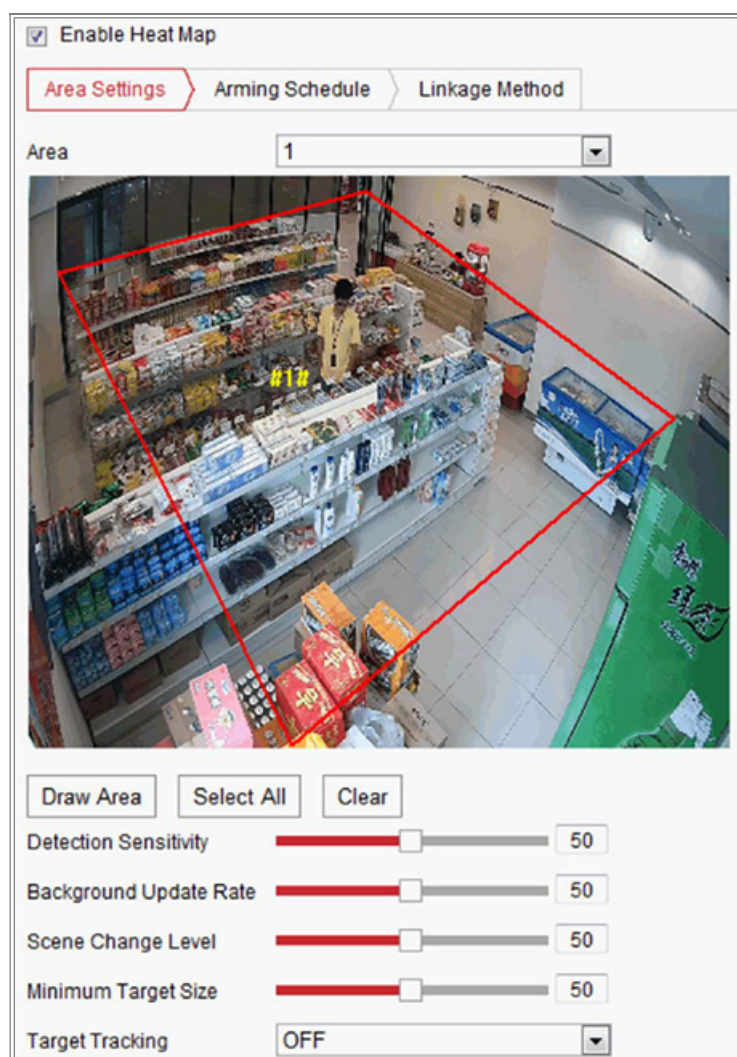 Enable Heat Map
Area Settings
Arming Schedule
Linkage Method
Area
1
#1#
Draw Area
Select All
Clear
Detection Sensitivity
50
Background Update Rate
50
Scene Change Level
50
Minimum Target Size
50
Target Tracking
OFF